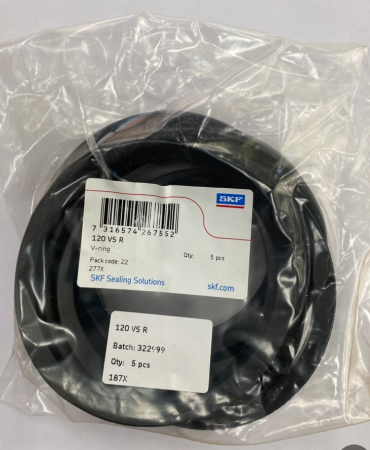 SKF
7 316574 267552
120 VS R
Qty: 5 pcs
V-ring
Pack code: 22
277X
SKF Sealing Solutions
skf.com
120 VS R
Batch:
Qty: 5 pcs
187X